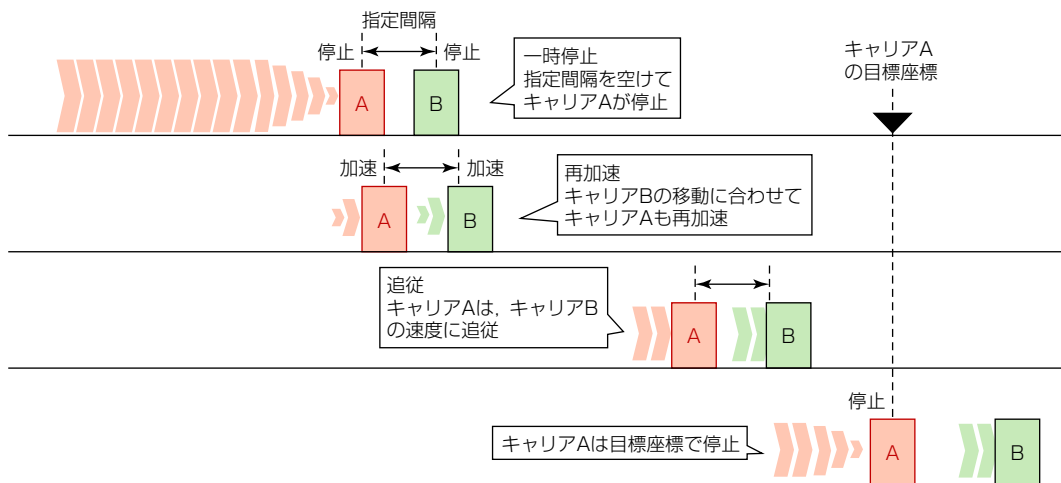 指定間隔
停止
停止
A
B
一時停止
指定間隔を空けて
キャリアAが停止
キャリアA
の目標座標
加速
加速
A
B
再加速
キャリアBの移動に合わせて
キャリアAも再加速
追従
キャリアAは，キャリアB
の速度に追従
A
B
停止
キャリアAは目標座標で停止
A
B